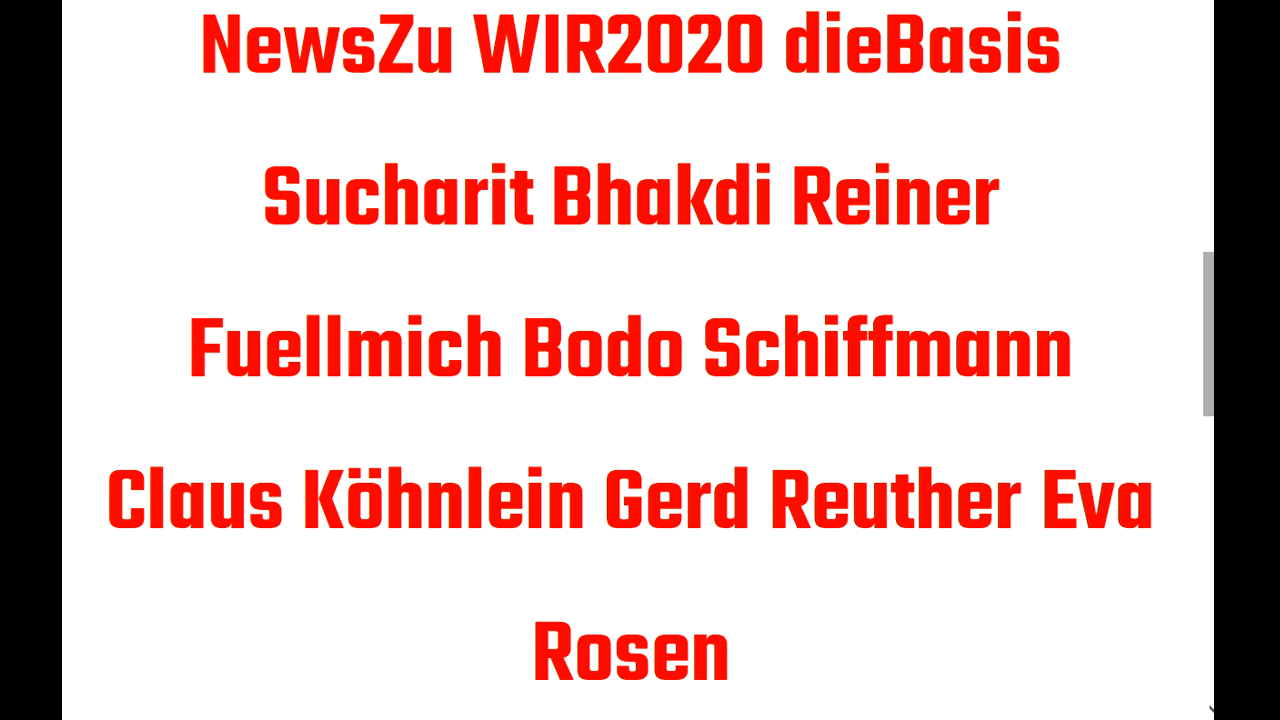 NewsZu WIR2020 dieBasis
Sucharit Bhakdi Reiner
Fuellmich Bodo Schiffmann
Claus Köhnlein Gerd Reuther Eva
Rosen